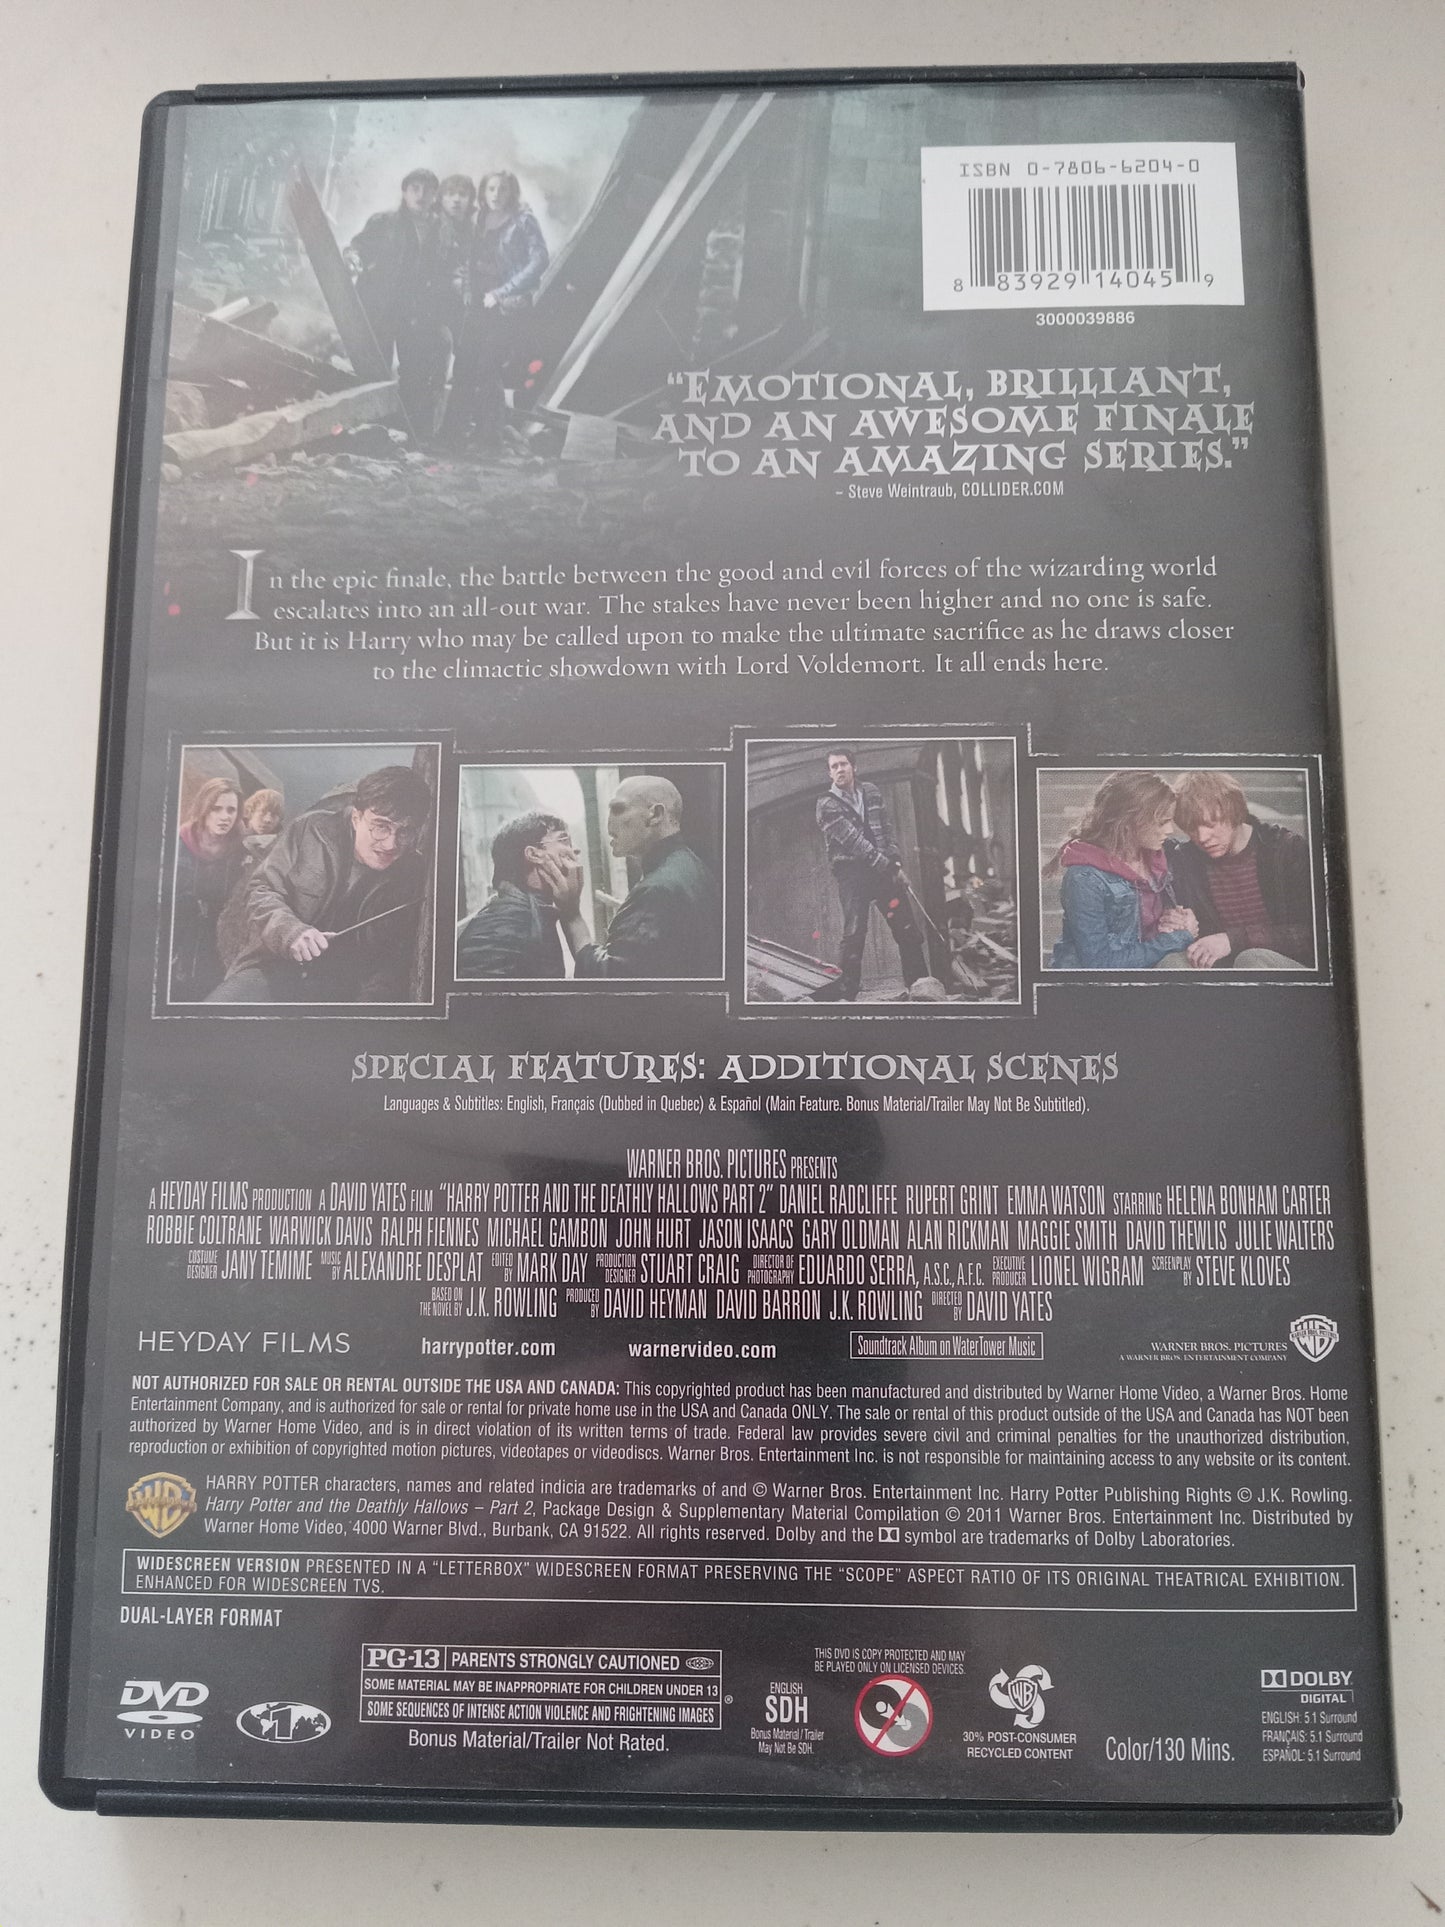 ISBN 0-7806-6204-0
8 83929 14045 9
3000039886
“EMOTIONAL, BRILLIANT,
AND AN AWESOME FINALE
TO AN AMAZING SERIES.”
– Steve Weintraub, COLLIDER.COM
In the epic finale, the battle between the good and evil forces of the wizarding world
escalates into an all-out war. The stakes have never been higher and no one is safe.
But it is Harry who may be called upon to make the ultimate sacrifice as he draws closer
to the climactic showdown with Lord Voldemort. It all ends here.
SPECIAL FEATURES: ADDITIONAL SCENES
Languages & Subtitles: English, Français (Dubbed in Quebec) & Español (Main Feature. Bonus Material/Trailer May Not Be Subtitled).
WARNER BROS. PICTURES PRESENTS
A HEYDAY FILMS PRODUCTION A DAVID YATES FILM “HARRY POTTER AND THE DEATHLY HALLOWS PART 2” DANIEL RADCLIFFE RUPERT GRINT EMMA WATSON STARRING HELENA BONHAM CARTER
ROBBIE COLTRANE WARWICK DAVIS RALPH FIENNES MICHAEL GAMBON JOHN HURT JASON ISAACS GARY OLDMAN ALAN RICKMAN MAGGIE SMITH DAVID THEWLIS JULIE WALTERS
COSTUME DESIGNER JANY TEMIME MUSIC BY ALEXANDRE DESPLAT EDITED BY MARK DAY PRODUCTION DESIGNER STUART CRAIG DIRECTOR OF PHOTOGRAPHY EDUARDO SERRA, A.S.C., A.F.C. EXECUTIVE PRODUCER LIONEL WIGRAM SCREENPLAY BY STEVE KLOVES
BASED ON THE NOVEL BY J.K. ROWLING PRODUCED BY DAVID HEYMAN DAVID BARRON J.K. ROWLING DIRECTED BY DAVID YATES
HEYDAY FILMS harrypotter.com warnervideo.com Soundtrack Album on WaterTower Music WARNER BROS. PICTURES
A WARNER BROS. ENTERTAINMENT COMPANY
NOT AUTHORIZED FOR SALE OR RENTAL OUTSIDE THE USA AND CANADA: This copyrighted product has been manufactured and distributed by Warner Home Video, a Warner Bros. Home
Entertainment Company, and is authorized for sale or rental for private home use in the USA and Canada ONLY. The sale or rental of this product outside of the USA and Canada has NOT been
authorized by Warner Home Video, and is in direct violation of its written terms of trade. Federal law provides severe civil and criminal penalties for the unauthorized distribution,
reproduction or exhibition of copyrighted motion pictures, videotapes or videodiscs. Warner Bros. Entertainment Inc. is not responsible for maintaining access to any website or its content.
HARRY POTTER characters, names and related indicia are trademarks of and © Warner Bros. Entertainment Inc. Harry Potter Publishing Rights © J.K. Rowling.
Harry Potter and the Deathly Hallows – Part 2, Package Design & Supplementary Material Compilation © 2011 Warner Bros. Entertainment Inc. Distributed by
Warner Home Video, 4000 Warner Blvd., Burbank, CA 91522. All rights reserved. Dolby and the symbol are trademarks of Dolby Laboratories.
WIDESCREEN VERSION PRESENTED IN A “LETTERBOX” WIDESCREEN FORMAT PRESERVING THE “SCOPE” ASPECT RATIO OF ITS ORIGINAL THEATRICAL EXHIBITION.
ENHANCED FOR WIDESCREEN TVS.
DUAL-LAYER FORMAT
DVD
VIDEO
1
PG-13 PARENTS STRONGLY CAUTIONED
SOME MATERIAL MAY BE INAPPROPRIATE FOR CHILDREN UNDER 13
SOME SEQUENCES OF INTENSE ACTION VIOLENCE AND FRIGHTENING IMAGES ®
Bonus Material/Trailer Not Rated.
ENGLISH
SDH
Bonus Material/Trailer
May Not Be SDH.
THIS DVD IS COPY PROTECTED AND MAY
BE PLAYED ONLY ON LICENSED DEVICES.
30% POST-CONSUMER
RECYCLED CONTENT
Color/130 Mins.
DOLBY
DIGITAL
ENGLISH: 5.1 Surround
FRANÇAIS: 5.1 Surround
ESPAÑOL: 5.1 Surround